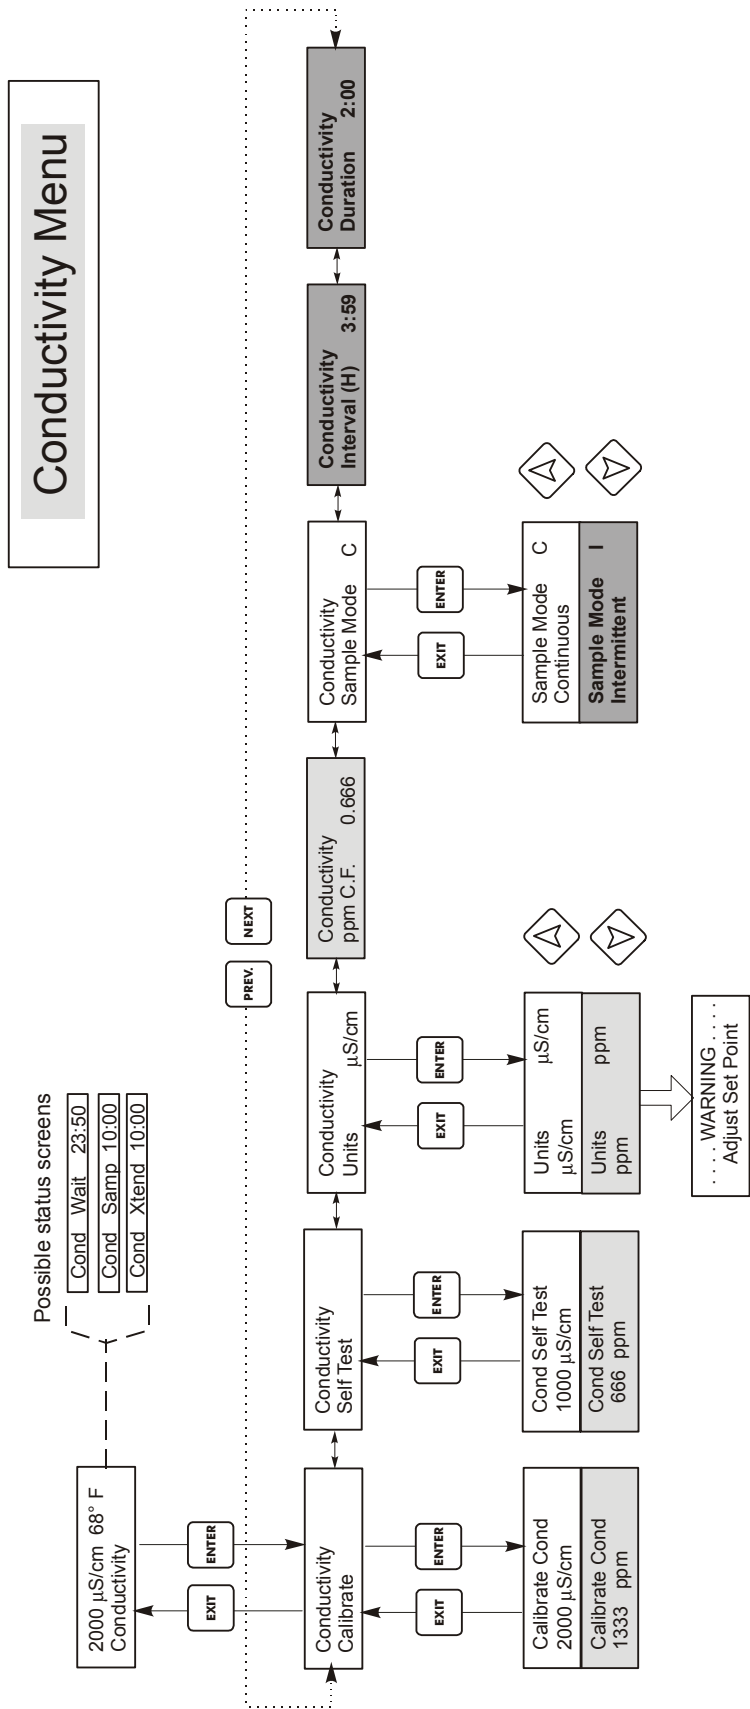 Conductivity Menu
Possible status screens
Cond Wait 23:50
Cond Samp 10:00
Cond Xtend 10:00
2000 µS/cm 68° F
Conductivity
EXIT
ENTER
PREV.
NEXT
Conductivity
Calibrate
Conductivity
Self Test
Conductivity
Units µS/cm
Conductivity
ppm C.F. 0.666
Conductivity
Sample Mode C
Conductivity
Interval (H) 3:59
Conductivity
Duration 2:00
EXIT
ENTER
EXIT
ENTER
EXIT
ENTER
EXIT
ENTER
Calibrate Cond
2000 µS/cm
Calibrate Cond
1333 ppm
Cond Self Test
1000 µS/cm
Cond Self Test
666 ppm
Units µS/cm
µS/cm
Units ppm
ppm
Sample Mode C
Continuous
Sample Mode I
Intermittent
. . . . WARNING . . . . .
Adjust Set Point